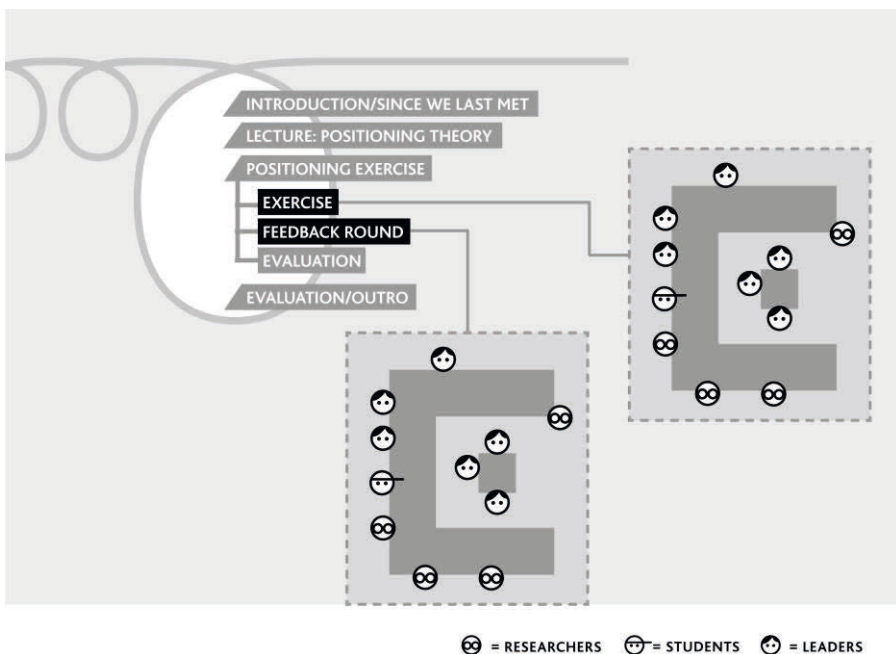 INTRODUCTION/SINCE WE LAST MET
LECTURE: POSITIONING THEORY
POSITIONING EXERCISE
EXERCISE
FEEDBACK ROUND
EVALUATION
EVALUATION/OUTRO
= RESEARCHERS = STUDENTS = LEADERS